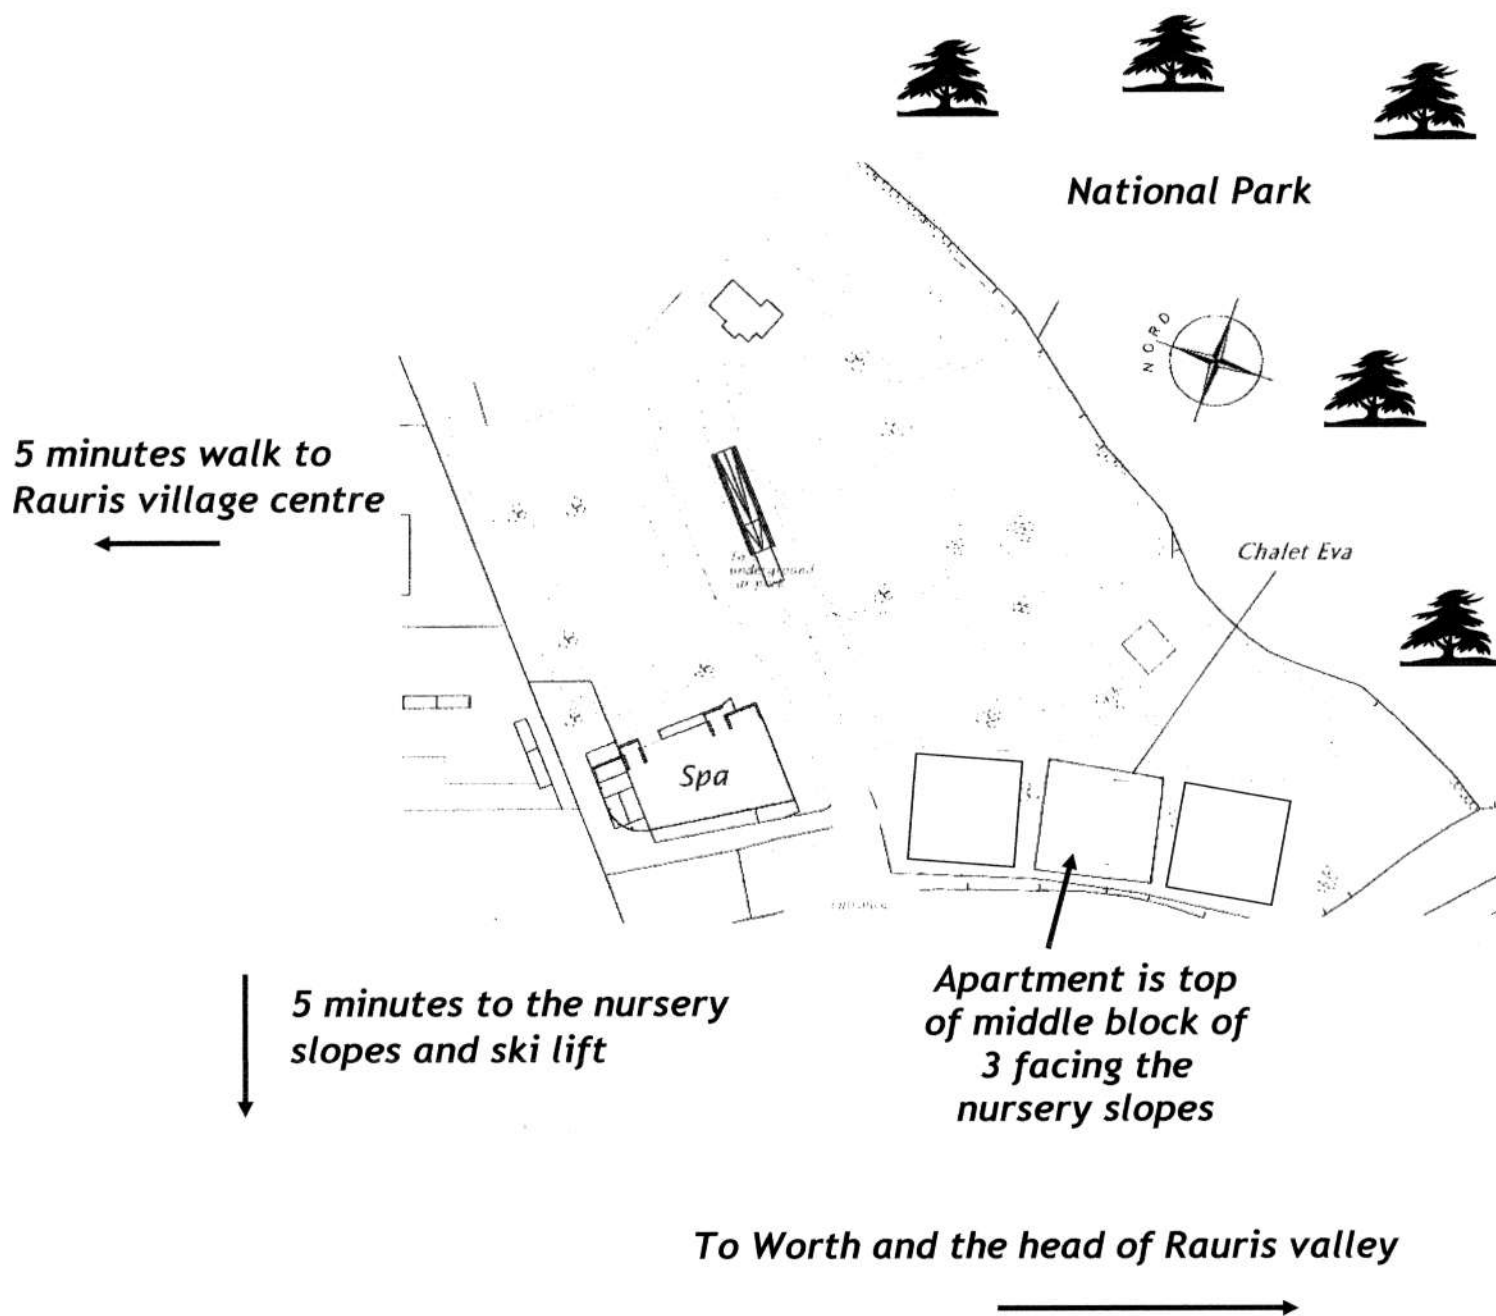 National Park
NORD
5 minutes walk to
Rauris village centre
To
underground
Chalet Eva
Spa
5 minutes to the nursery
slopes and ski lift
Apartment is top
of middle block of
3 facing the
nursery slopes
To Worth and the head of Rauris valley